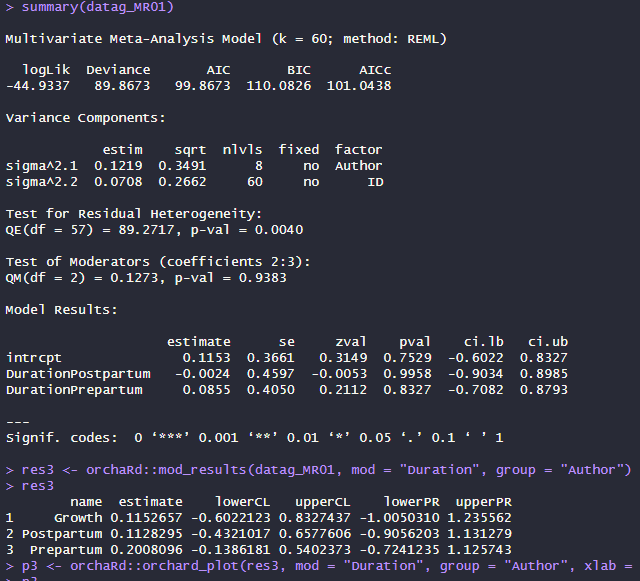 > summary(datag_MR01)
Multivariate Meta-Analysis Model (k = 60; method: REML)
logLik Deviance AIC BIC AICc
-44.9337 89.8673 99.8673 110.0826 101.0438
Variance Components:
estim sqrt nlvls fixed factor
sigma^2.1 0.1219 0.3491 8 no Author
sigma^2.2 0.0708 0.2662 60 no ID
Test for Residual Heterogeneity:
QE(df = 57) = 89.2717, p-val = 0.0040
Test of Moderators (coefficients 2:3):
QM(df = 2) = 0.1273, p-val = 0.9383
Model Results:
estimate se zval pval ci.lb ci.ub
intrcpt 0.1153 0.3661 0.3149 0.7529 -0.6022 0.8327
DurationPostpartum -0.0024 0.4597 -0.0053 0.9958 -0.9034 0.8985
DurationPrepartum 0.0855 0.4050 0.2112 0.8327 -0.7082 0.8793
---
Signif. codes: 0 ‘***’ 0.001 ‘**’ 0.01 ‘*’ 0.05 ‘.’ 0.1 ‘ ’ 1
> res3 <- orchaRd::mod_results(datag_MR01, mod = "Duration", group = "Author")
> res3
name estimate lowerCL upperCL lowerPR upperPR
1 Growth 0.1152657 -0.6022123 0.8327437 -1.0050310 1.235562
2 Postpartum 0.1128295 -0.4321017 0.6577606 -0.9056203 1.131279
3 Prepartum 0.2008096 -0.1386181 0.5402373 -0.7241235 1.125743
> p3 <- orchaRd::orchard_plot(res3, mod = "Duration", group = "Author", xlab =